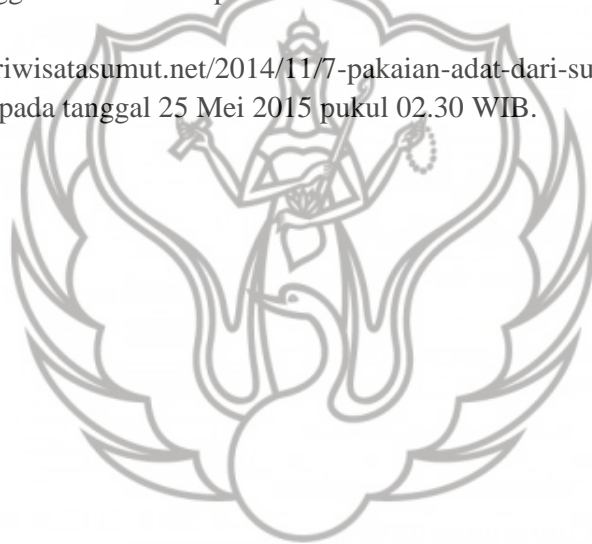 riwisatasumut.net/2014/11/7-pakaian-adat-dari-su
pada tanggal 25 Mei 2015 pukul 02.30 WIB.